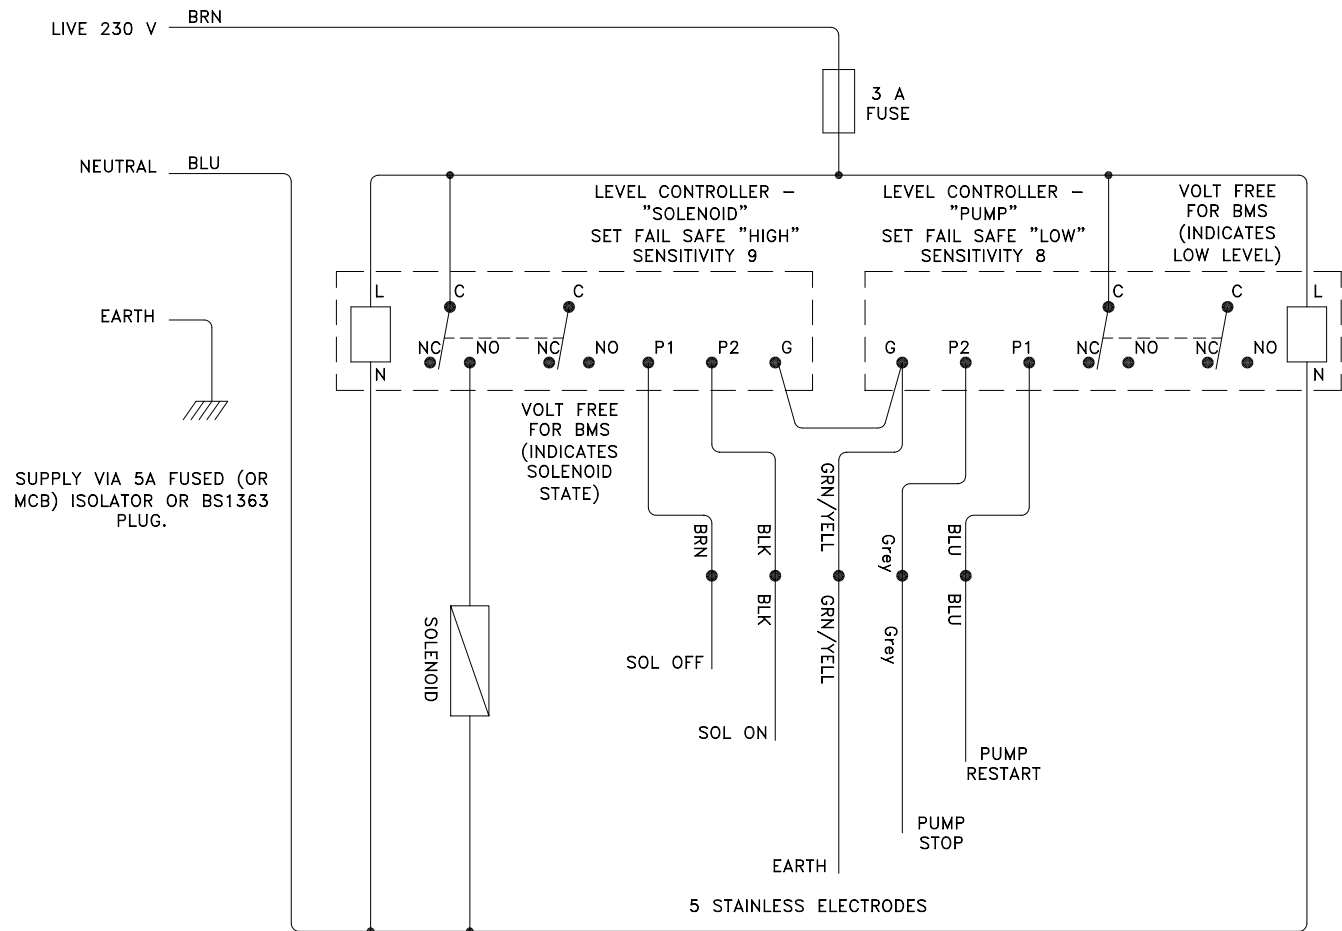 LIVE 230 V
BRN
3 A
FUSE
NEUTRAL
BLU
LEVEL CONTROLLER –
"SOLENOID"
SET FAIL SAFE "HIGH"
SENSITIVITY 9
LEVEL CONTROLLER –
"PUMP"
SET FAIL SAFE "LOW"
SENSITIVITY 8
VOLT FREE
FOR BMS
(INDICATES
LOW LEVEL)
EARTH
L
C
C
NC
NO
NC
NO
P1
P2
G
N
G
P2
P1
C
C
L
NC
NO
NC
NO
N
VOLT FREE
FOR BMS
(INDICATES
SOLENOID
STATE)
SUPPLY VIA 5A FUSED (OR
MCB) ISOLATOR OR BS1363
PLUG.
BRN
BLK
GRN/YELL
Grey
BLU
BLK
GRN/YELL
Grey
BLU
SOLENOID
SOL OFF
SOL ON
PUMP
RESTART
PUMP
STOP
EARTH
5 STAINLESS ELECTRODES